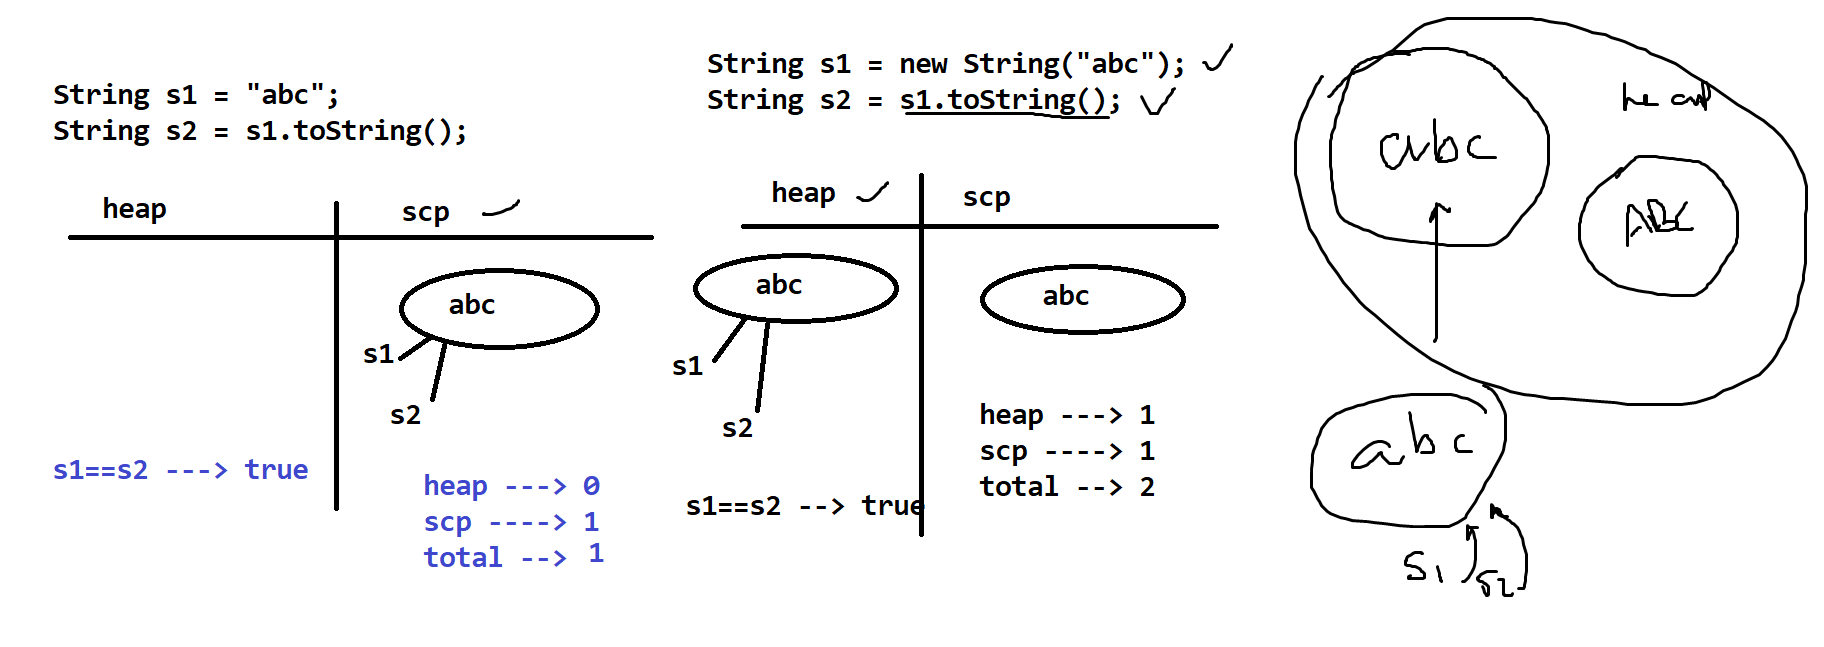 String s1 = "abc";
String s2 = s1.toString();
heap
scp
abc
s1
s2
s1==s2 ---> true
heap ---> 0
scp ----> 1
total --> 1
String s1 = new String("abc");
String s2 = s1.toString();
heap
scp
abc
abc
s1
s2
heap ---> 1
scp ----> 1
total --> 2
s1==s2 --> true
heap
abc
ABC
abc
S1
S2